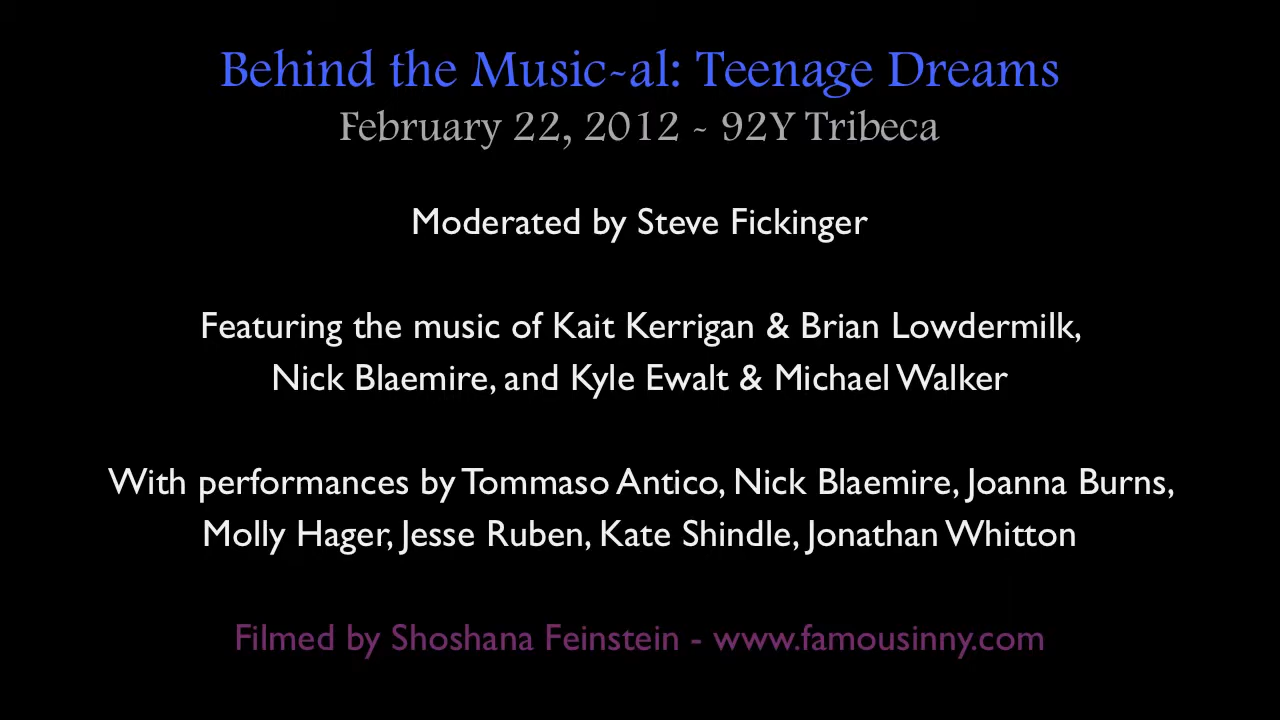 Behind the Music-al: Teenage Dreams
February 22, 2012 - 92Y Tribeca
Moderated by Steve Fickinger
Featuring the music of Kait Kerrigan & Brian Lowdermilk,
Nick Blaemire, and Kyle Ewalt & Michael Walker
With performances by Tommaso Antico, Nick Blaemire, Joanna Burns,
Molly Hager, Jesse Ruben, Kate Shindle, Jonathan Whitton
Filmed by Shoshana Feinstein - www.famousinny.com